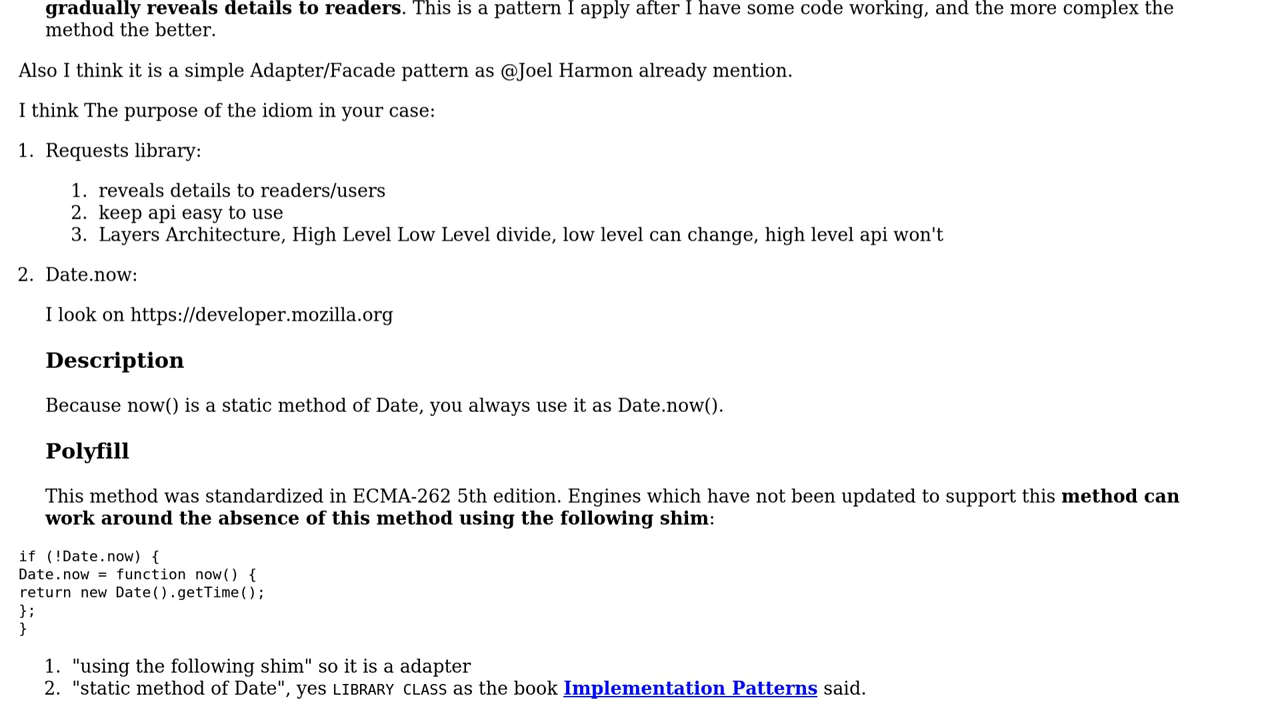 gradually reveals details to readers. This is a pattern I apply after I have some code working, and the more complex the
method the better.
Also I think it is a simple Adapter/Facade pattern as @Joel Harmon already mention.
I think The purpose of the idiom in your case:
1. Requests library:
1. reveals details to readers/users
2. keep api easy to use
3. Layers Architecture, High Level Low Level divide, low level can change, high level api won't
2. Date.now:
I look on https://developer.mozilla.org
Description
Because now() is a static method of Date, you always use it as Date.now().
Polyfill
This method was standardized in ECMA-262 5th edition. Engines which have not been updated to support this method can
work around the absence of this method using the following shim:
if (!Date.now) {
Date.now = function now() {
return new Date().getTime();
};
}
1. "using the following shim" so it is a adapter
2. "static method of Date", yes LIBRARY CLASS as the book Implementation Patterns said.